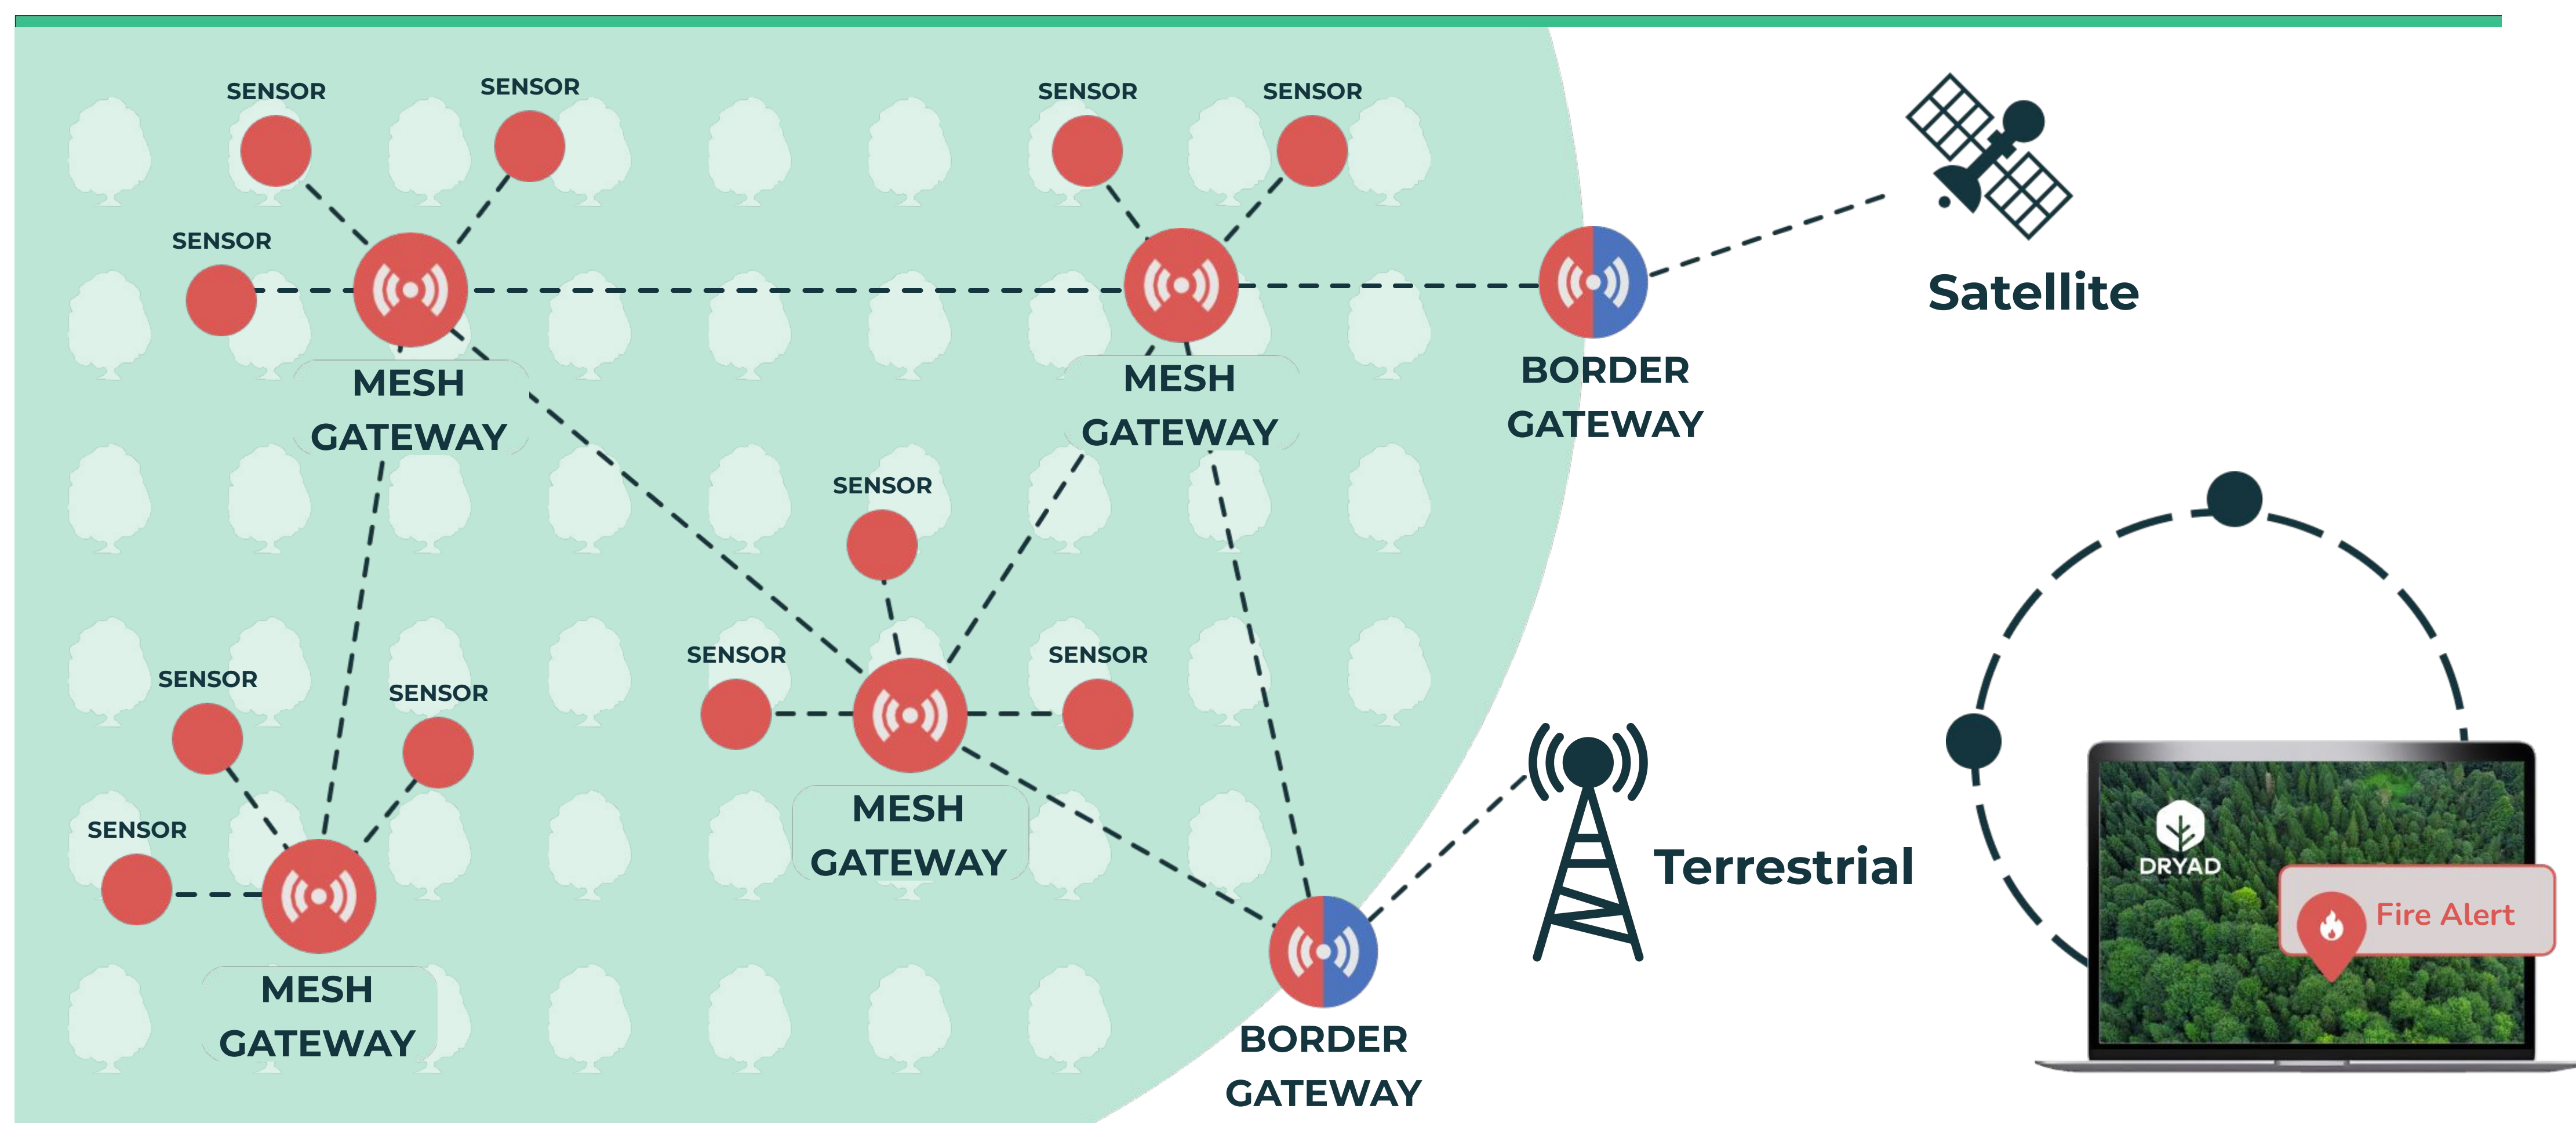 SENSOR
SENSOR
SENSOR
SENSOR
SENSOR
MESH
GATEWAY
MESH
GATEWAY
BORDER
GATEWAY
Satellite
SENSOR
SENSOR
SENSOR
SENSOR
SENSOR
SENSOR
MESH
GATEWAY
MESH
GATEWAY
BORDER
GATEWAY
Terrestrial
DRYAD
Fire Alert